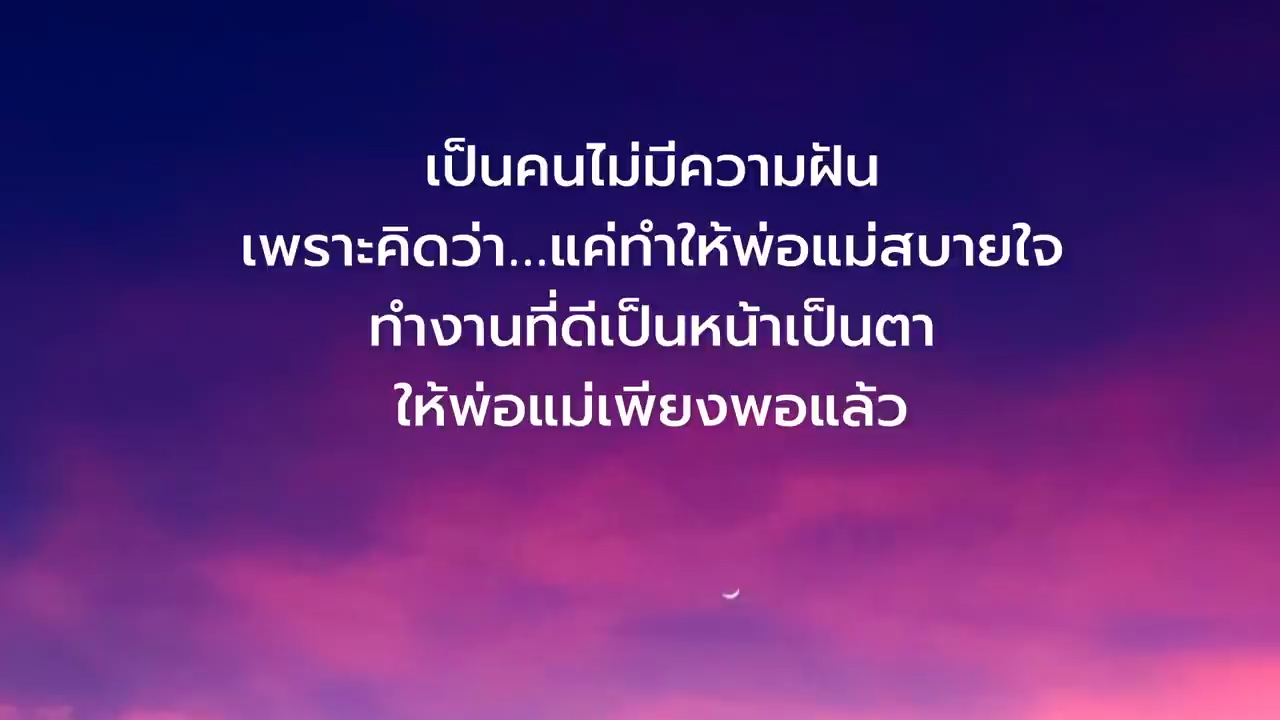 เป็นคนไม่มีความฝัน
เพราะคิดว่า...แค่ทำให้พ่อแม่สบายใจ
ทำงานที่ดีเป็นหน้าเป็นตา
ให้พ่อแม่เพียงพอแล้ว